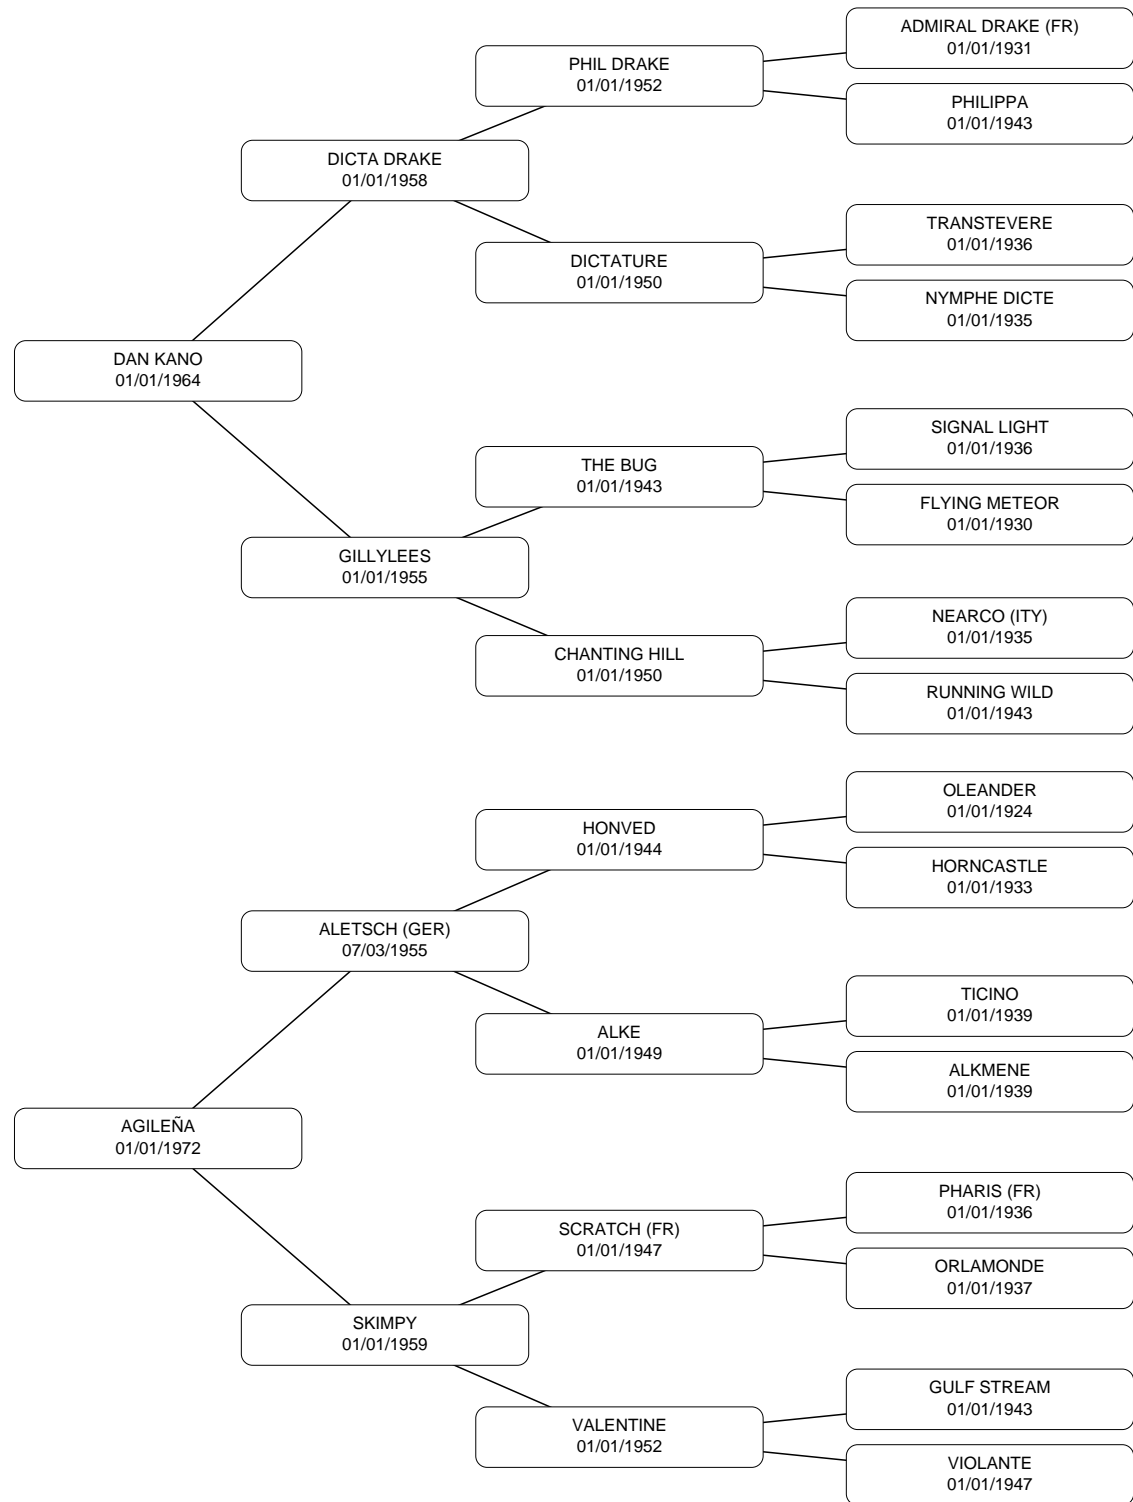 ADMIRAL DRAKE (FR)
01/01/1931
PHIL DRAKE
01/01/1952
PHILIPPA
01/01/1943
DICTA DRAKE
01/01/1958
TRANSTEVERE
01/01/1936
DICTATURE
01/01/1950
NYMPHE DICTE
01/01/1935
DAN KANO
01/01/1964
SIGNAL LIGHT
01/01/1936
THE BUG
01/01/1943
FLYING METEOR
01/01/1930
GILLYLEES
01/01/1955
NEARCO (ITY)
01/01/1935
CHANTING HILL
01/01/1950
RUNNING WILD
01/01/1943
OLEANDER
01/01/1924
HONVED
01/01/1944
HORNCASTLE
01/01/1933
ALETSCH (GER)
07/03/1955
TICINO
01/01/1939
ALKE
01/01/1949
ALKMENE
01/01/1939
AGILEÑA
01/01/1972
PHARIS (FR)
01/01/1936
SCRATCH (FR)
01/01/1947
ORLAMONDE
01/01/1937
SKIMPY
01/01/1959
GULF STREAM
01/01/1943
VALENTINE
01/01/1952
VIOLANTE
01/01/1947